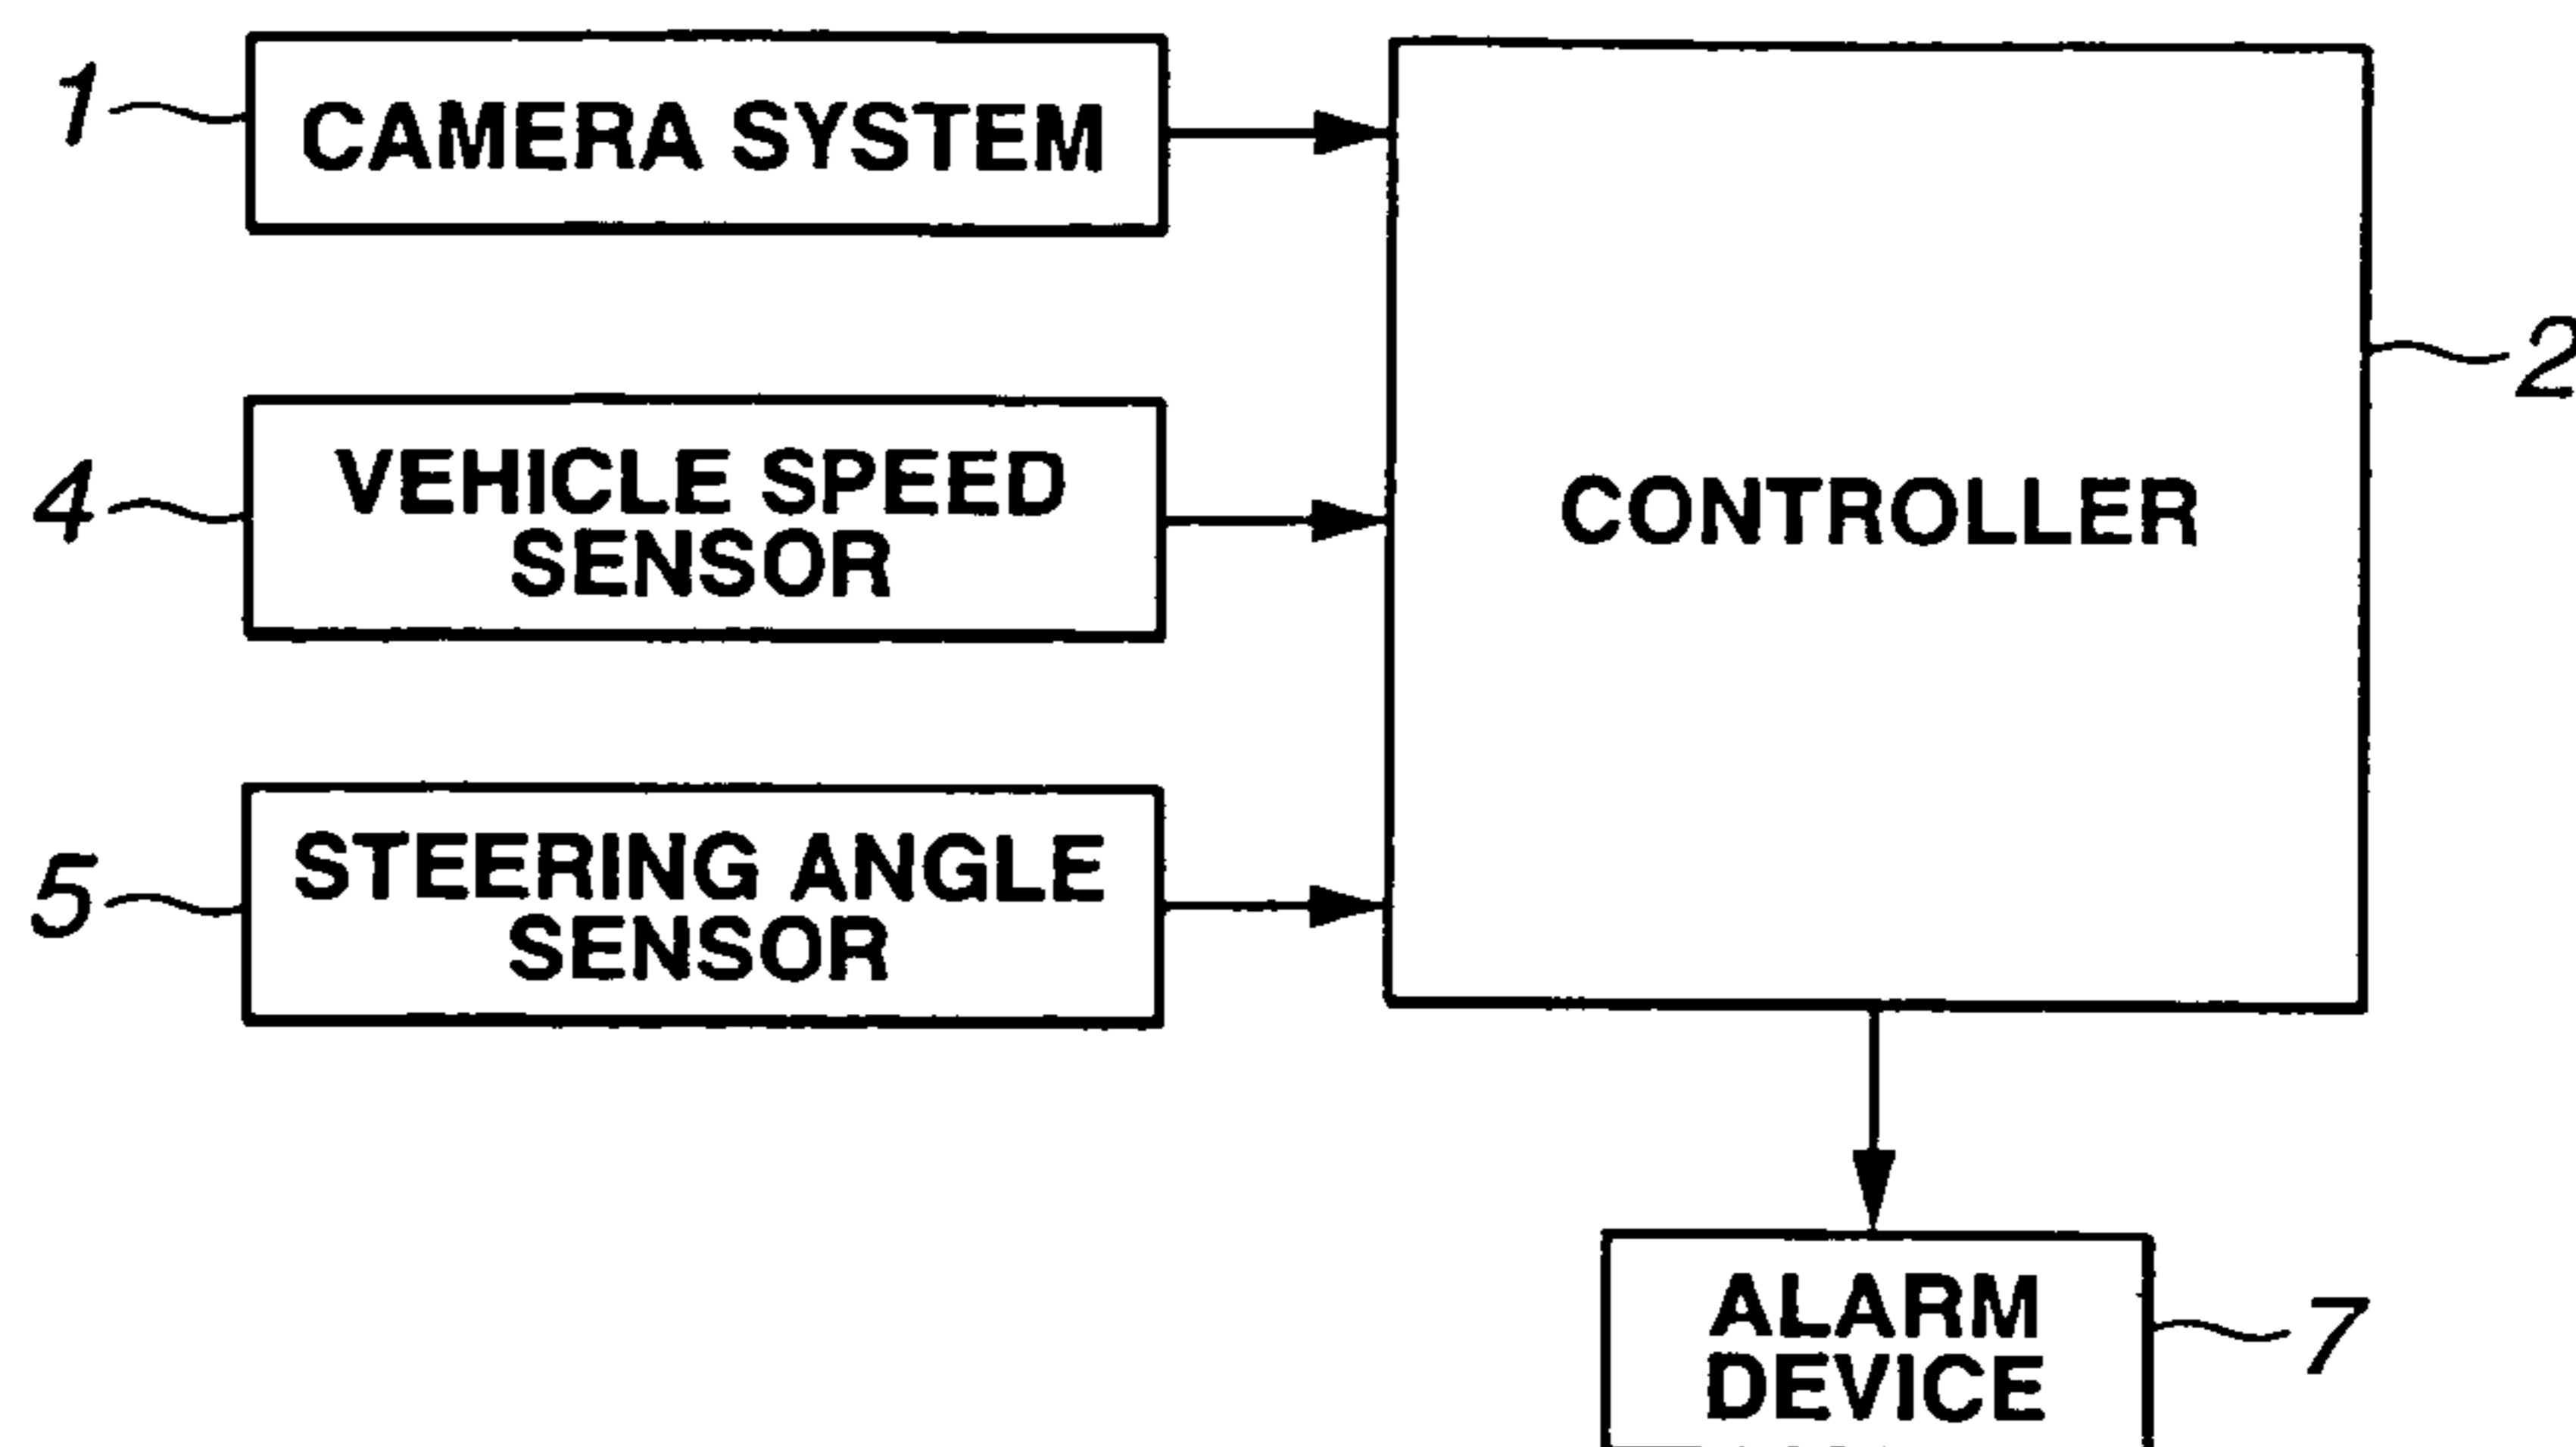 1
CAMERA SYSTEM
2
4
VEHICLE SPEED
SENSOR
CONTROLLER
5
STEERING ANGLE
SENSOR
ALARM
DEVICE
7